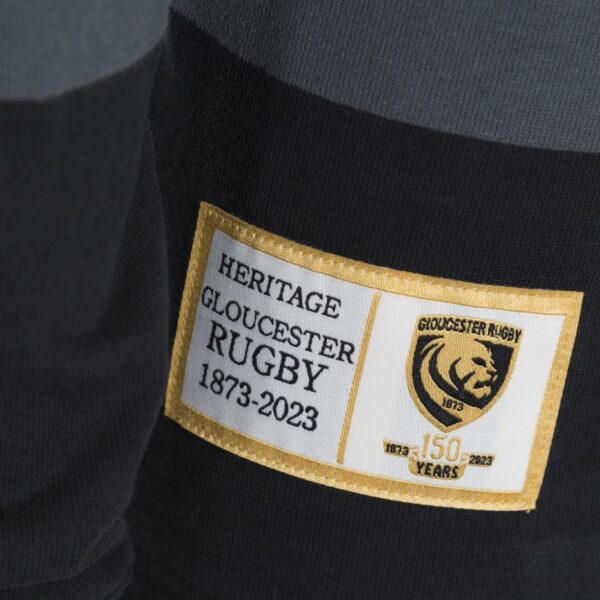 HERITAGE
GLOUCESTER
RUGBY
1873-2023
GLOUCESTER RUGBY
1873
150
1873 2023
YEARS